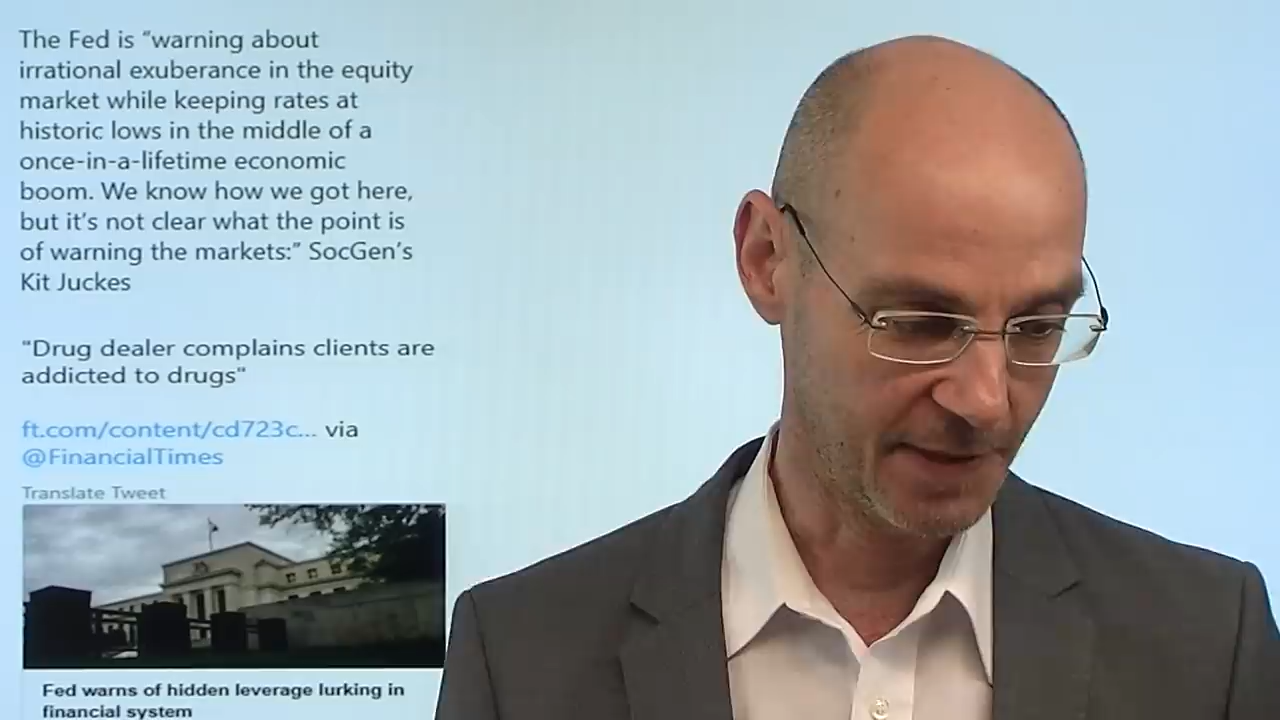 The Fed is “warning about
irrational exuberance in the equity
market while keeping rates at
historic lows in the middle of a
once-in-a-lifetime economic
boom. We know how we got here,
but it’s not clear what the point is
of warning the markets:” SocGen’s
Kit Juckes
"Drug dealer complains clients are
addicted to drugs"
ft.com/content/cd723c... via
@FinancialTimes
Translate Tweet
Fed warns of hidden leverage lurking in
financial system